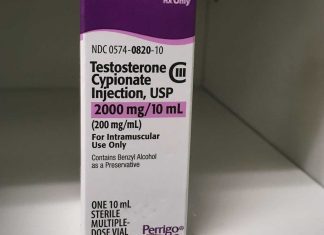 Rx Only
NDC 0574-0820-10
Testosterone CIII
Cypionate
Injection, USP
2000 mg/10 mL
(200 mg/mL)
For Intramuscular
Use Only
Contains Benzyl Alcohol
as a Preservative
ONE 10 mL
STERILE
MULTIPLE-
DOSE VIAL
Perrigo®